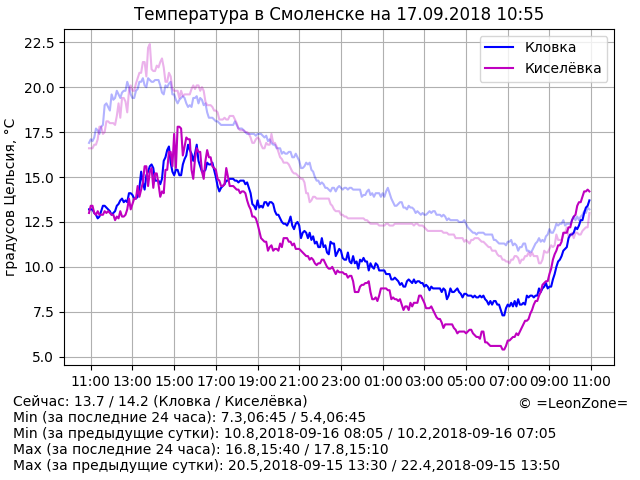 Температура в Смоленске на 17.09.2018 10:55
градусов Цельсия, °C
22.5
20.0
17.5
15.0
12.5
10.0
7.5
5.0
Кловка
Киселёвка
11:00 13:00 15:00 17:00 19:00 21:00 23:00 01:00 03:00 05:00 07:00 09:00 11:00
Сейчас: 13.7 / 14.2 (Кловка / Киселёвка)
© =LeonZone=
Min (за последние 24 часа): 7.3,06:45 / 5.4,06:45
Min (за предыдущие сутки): 10.8,2018-09-16 08:05 / 10.2,2018-09-16 07:05
Max (за последние 24 часа): 16.8,15:40 / 17.8,15:10
Max (за предыдущие сутки): 20.5,2018-09-15 13:30 / 22.4,2018-09-15 13:50